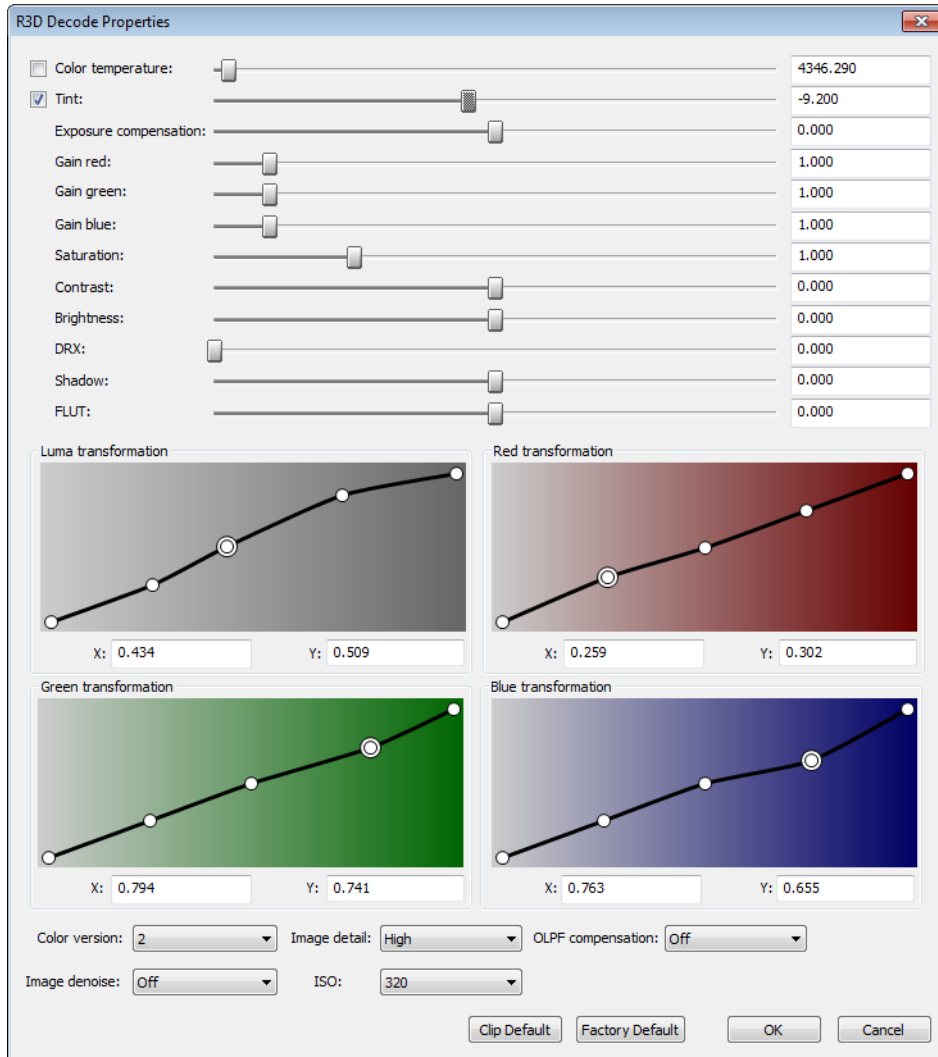 R3D Decode Properties
Color temperature: 4346.290
Tint: -9.200
Exposure compensation: 0.000
Gain red: 1.000
Gain green: 1.000
Gain blue: 1.000
Saturation: 1.000
Contrast: 0.000
Brightness: 0.000
DRX: 0.000
Shadow: 0.000
FLUT: 0.000
Luma transformation
X: 0.434 Y: 0.509
Red transformation
X: 0.259 Y: 0.302
Green transformation
X: 0.794 Y: 0.741
Blue transformation
X: 0.763 Y: 0.655
Color version: 2 Image detail: High OLPF compensation: Off
Image denoise: Off ISO: 320
Clip Default Factory Default OK Cancel